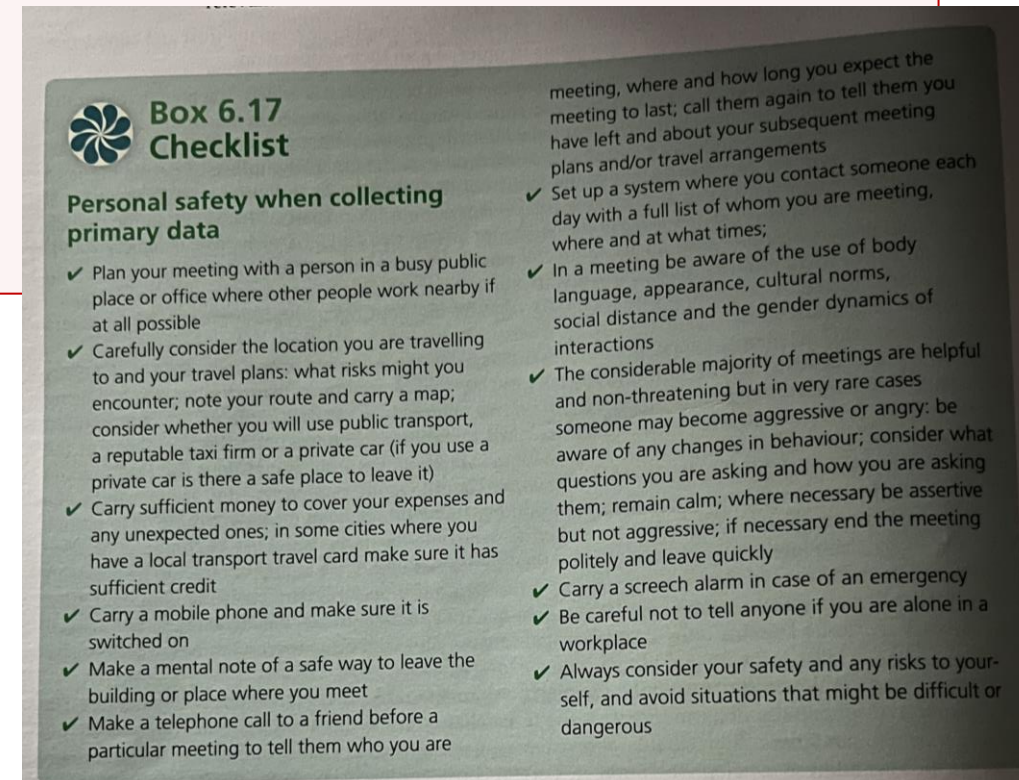 Box 6.17
Checklist
Personal safety when collecting
primary data
✔ Plan your meeting with a person in a busy public
place or office where other people work nearby if
at all possible
✔ Carefully consider the location you are travelling
to and your travel plans: what risks might you
encounter; note your route and carry a map;
consider whether you will use public transport,
a reputable taxi firm or a private car (if you use a
private car is there a safe place to leave it)
✔ Carry sufficient money to cover your expenses and
any unexpected ones; in some cities where you
have a local transport travel card make sure it has
sufficient credit
✔ Carry a mobile phone and make sure it is
switched on
✔ Make a mental note of a safe way to leave the
building or place where you meet
✔ Make a telephone call to a friend before a
particular meeting to tell them who you are
meeting, where and how long you expect the
meeting to last; call them again to tell them you
have left and about your subsequent meeting
plans and/or travel arrangements
✔ Set up a system where you contact someone each
day with a full list of whom you are meeting,
where and at what times;
✔ In a meeting be aware of the use of body
language, appearance, cultural norms,
social distance and the gender dynamics of
interactions
✔ The considerable majority of meetings are helpful
and non-threatening but in very rare cases
someone may become aggressive or angry: be
aware of any changes in behaviour; consider what
questions you are asking and how you are asking
them; remain calm; where necessary be assertive
but not aggressive; if necessary end the meeting
politely and leave quickly
✔ Carry a screech alarm in case of an emergency
✔ Be careful not to tell anyone if you are alone in a
workplace
✔ Always consider your safety and any risks to your-
self, and avoid situations that might be difficult or
dangerous